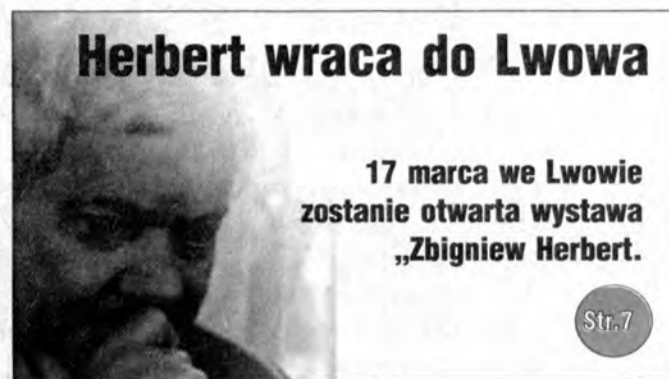 Herbert wraca do Lwowa
17 marca we Lwowie
zostanie otwarta wystawa
„Zbigniew Herbert.
Str.7